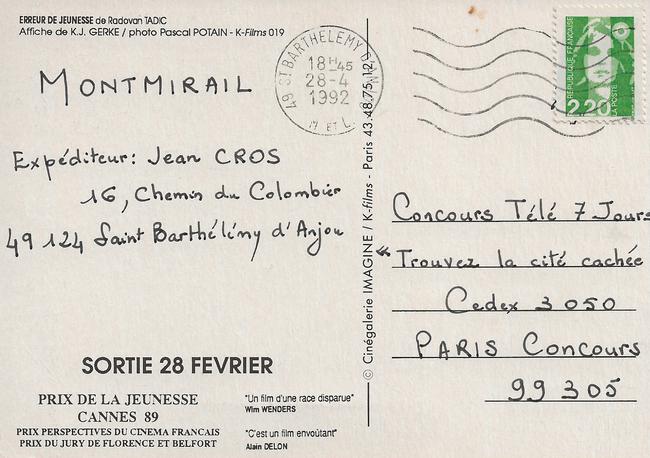 ERREUR DE JEUNESSE de Radovan TADIC
Affiche de K.J. GERKE / photo Pascal POTAIN - K-Films 019
MONTMIRAIL
Expéditeur: Jean CROS
16, Chemin du Colombier
49 124 Saint Barthélémy d'Anjou
SORTIE 28 FEVRIER
PRIX DE LA JEUNESSE
CANNES 89
PRIX PERSPECTIVES DU CINEMA FRANCAIS
PRIX DU JURY DE FLORENCE ET BELFORT
"Un film d'une race disparue"
Wim WENDERS
"C'est un film envoûtant"
Alain DELON
© Cinégalerie IMAGINE / K-films - Paris 43.48.75.12
49 ST BARTHELEMY D'
18H45
28-4
1992
M ET L
REPUBLIQUE FRANÇAISE
2,20
LA POSTE
Concours Télé 7 Jours
"Trouvez la cité cachée
Cedex 3050
PARIS Concours
99305